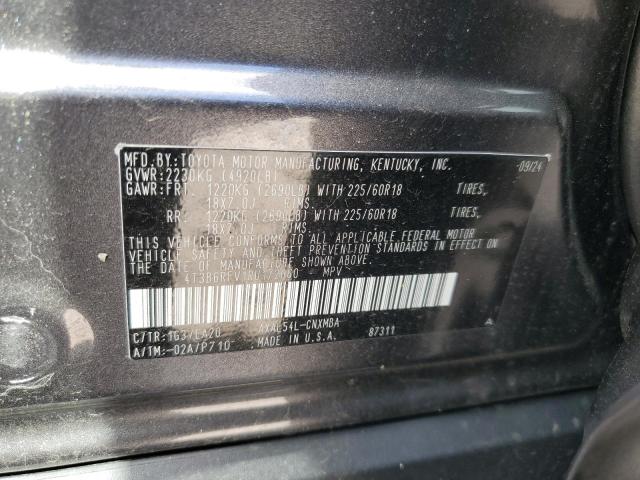 MFD.BY:TOYOTA MOTOR MANUFACTURING, KENTUCKY, INC. 09/24
GVWR:2230KG (4920LB)
GAWR:FRT. 1220KG (2690LB) WITH 225/60R18 TIRES,
18X7.0J RIMS.
RR. 1220KG (2690LB) WITH 225/60R18 TIRES,
18X7.0J RIMS.
THIS VEHICLE CONFORMS TO ALL APPLICABLE FEDERAL MOTOR
VEHICLE SAFETY AND THEFT PREVENTION STANDARDS IN EFFECT
ON THE DATE OF MANUFACTURE SHOWN ABOVE.
MPV
C/TR:1G3/LA20 AXAL54L-CNXMBA
A/TM:-02A/P710 MADE IN U.S.A. 87311